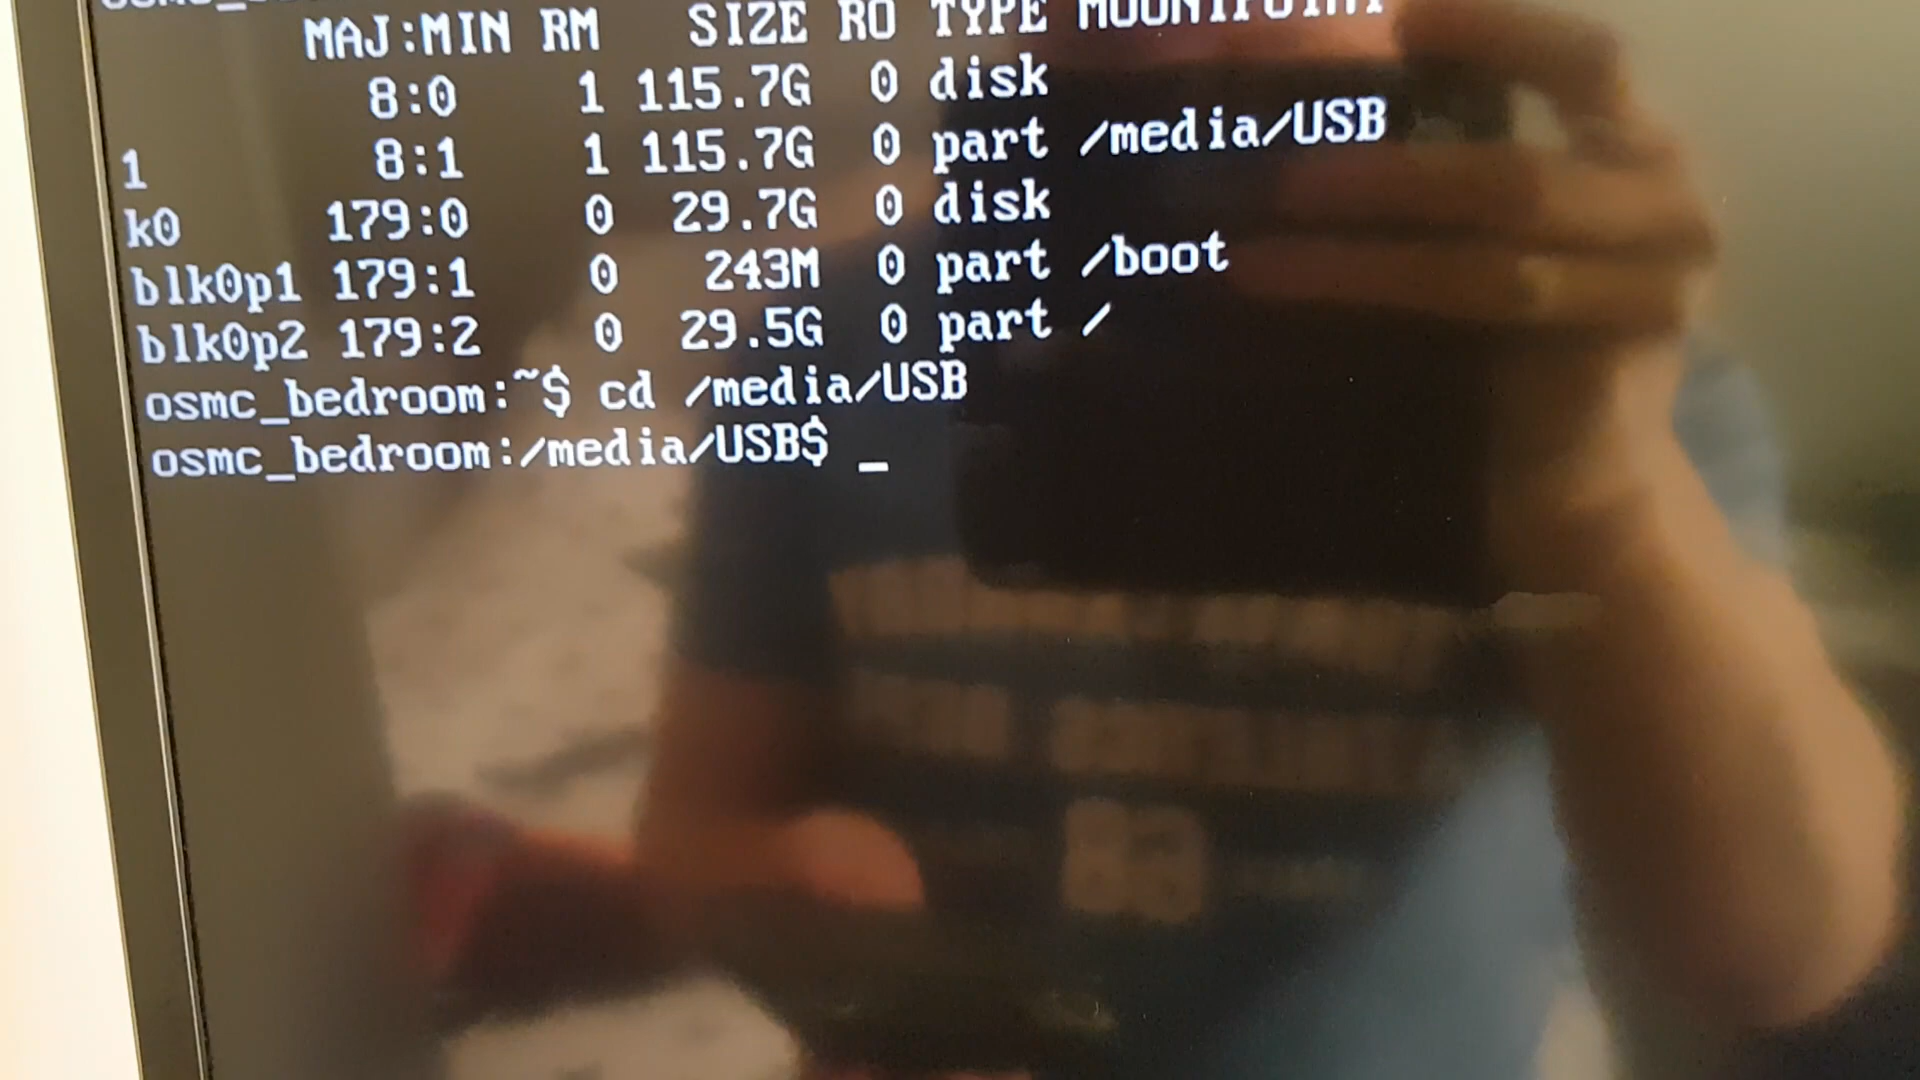 MAJ:MIN RM SIZE RO TYPE MOUNTPOINT
8:0 1 115.7G 0 disk
1 8:1 1 115.7G 0 part /media/USB
k0 179:0 0 29.7G 0 disk
blk0p1 179:1 0 243M 0 part /boot
blk0p2 179:2 0 29.5G 0 part /
osmc_bedroom:~$ cd /media/USB
osmc_bedroom:/media/USB$ _